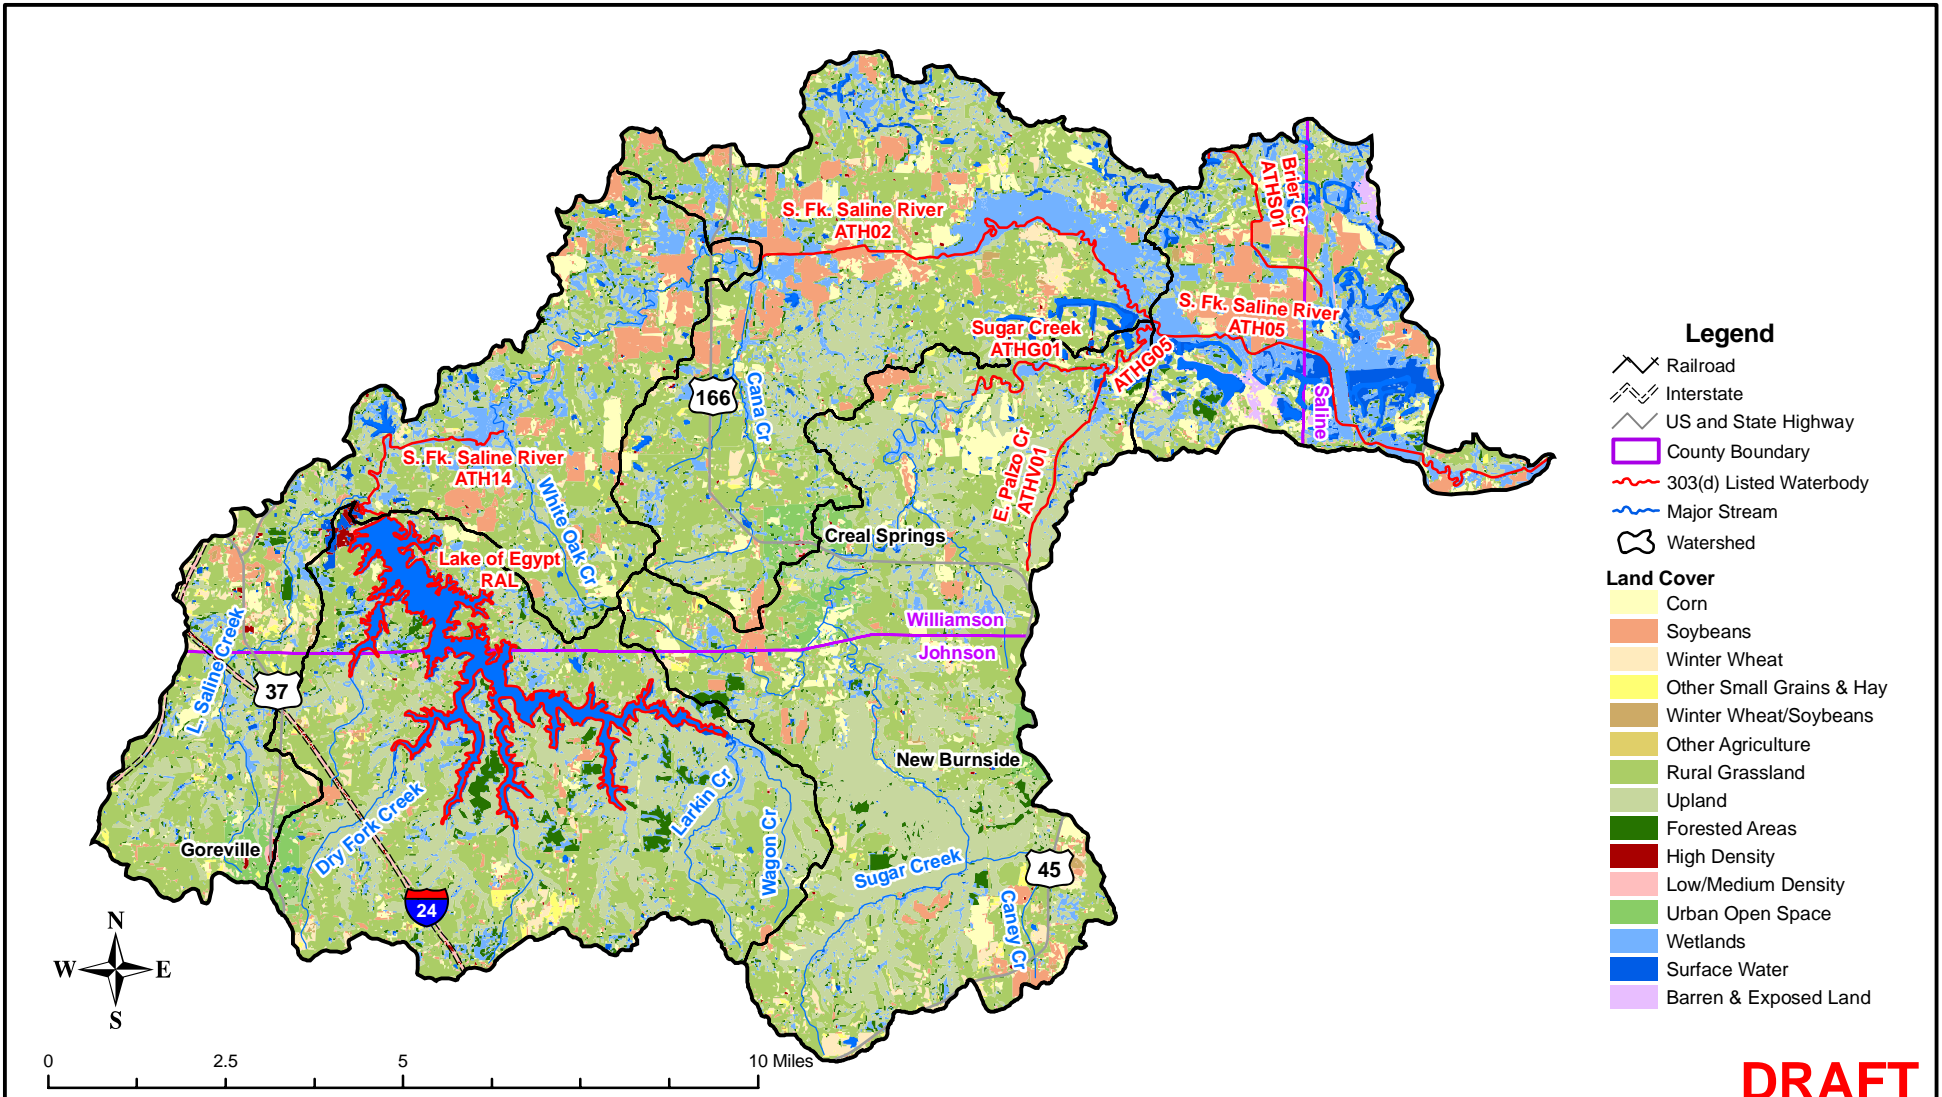 Brier Cr
ATHS01
S. Fk. Saline River
ATH02
S. Fk. Saline River
ATH05
Sugar Creek
ATHG01
ATHG05
166
Cana Cr
Saline
E. Palzo Cr
ATHV01
S. Fk. Saline River
ATH14
White Oak Cr
Creal Springs
Lake of Egypt
RAL
L. Saline Creek
Williamson
Johnson
37
New Burnside
Larkin Cr
Dry Fork Creek
Wagon Cr
Goreville
Sugar Creek
45
Caney Cr
24
N
W
E
S
0
2.5
5
10 Miles
Legend
Railroad
Interstate
US and State Highway
County Boundary
303(d) Listed Waterbody
Major Stream
Watershed
Land Cover
Corn
Soybeans
Winter Wheat
Other Small Grains & Hay
Winter Wheat/Soybeans
Other Agriculture
Rural Grassland
Upland
Forested Areas
High Density
Low/Medium Density
Urban Open Space
Wetlands
Surface Water
Barren & Exposed Land
DRAFT